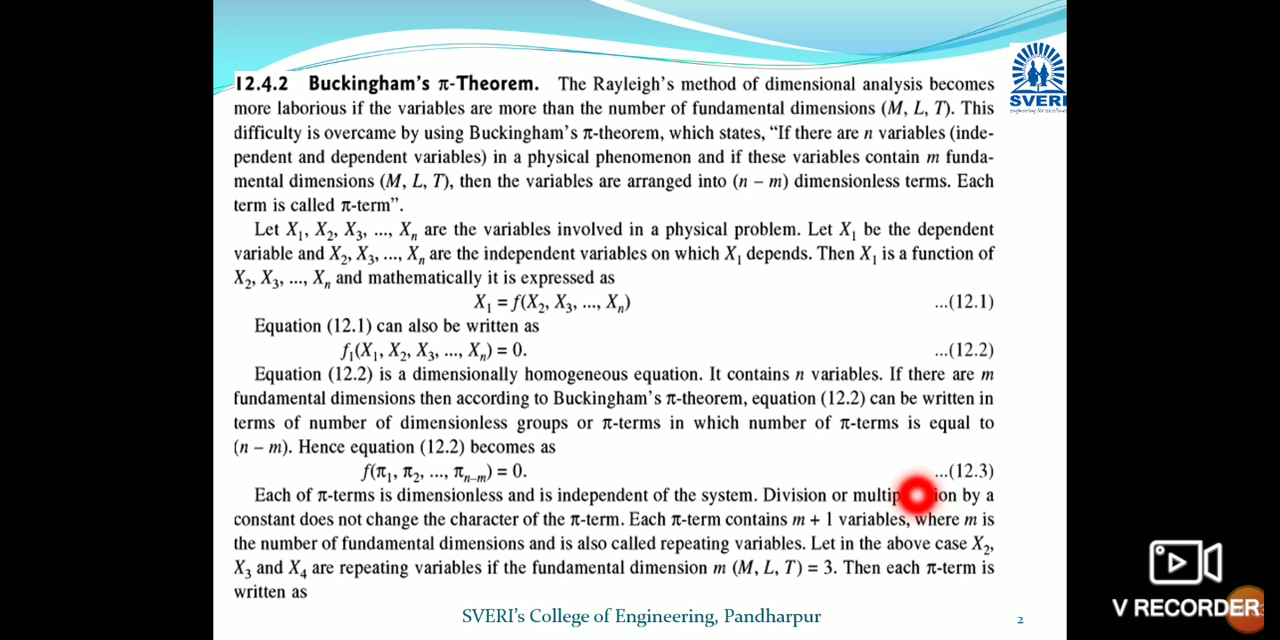 12.4.2 Buckingham's π-Theorem. The Rayleigh's method of dimensional analysis becomes
more laborious if the variables are more than the number of fundamental dimensions (M, L, T). This
difficulty is overcame by using Buckingham's π-theorem, which states, "If there are n variables (inde-
pendent and dependent variables) in a physical phenomenon and if these variables contain m funda-
mental dimensions (M, L, T), then the variables are arranged into (n – m) dimensionless terms. Each
term is called π-term".
Let X₁, X₂, X₃, ..., Xₙ are the variables involved in a physical problem. Let X₁ be the dependent
variable and X₂, X₃, ..., Xₙ are the independent variables on which X₁ depends. Then X₁ is a function of
X₂, X₃, ..., Xₙ and mathematically it is expressed as
X₁ = f(X₂, X₃, ..., Xₙ) ...(12.1)
Equation (12.1) can also be written as
f₁(X₁, X₂, X₃, ..., Xₙ) = 0. ...(12.2)
Equation (12.2) is a dimensionally homogeneous equation. It contains n variables. If there are m
fundamental dimensions then according to Buckingham's π-theorem, equation (12.2) can be written in
terms of number of dimensionless groups or π-terms in which number of π-terms is equal to
(n – m). Hence equation (12.2) becomes as
f(π₁, π₂, ..., πₙ₋ₘ) = 0. ...(12.3)
Each of π-terms is dimensionless and is independent of the system. Division or by a
constant does not change the character of the π-term. Each π-term contains m + 1 variables, where m is
the number of fundamental dimensions and is also called repeating variables. Let in the above case X₂,
X₃ and X₄ are repeating variables if the fundamental dimension m (M, L, T) = 3. Then each π-term is
written as
SVERI
SVERI's College of Engineering, Pandharpur
2
V RECORDER